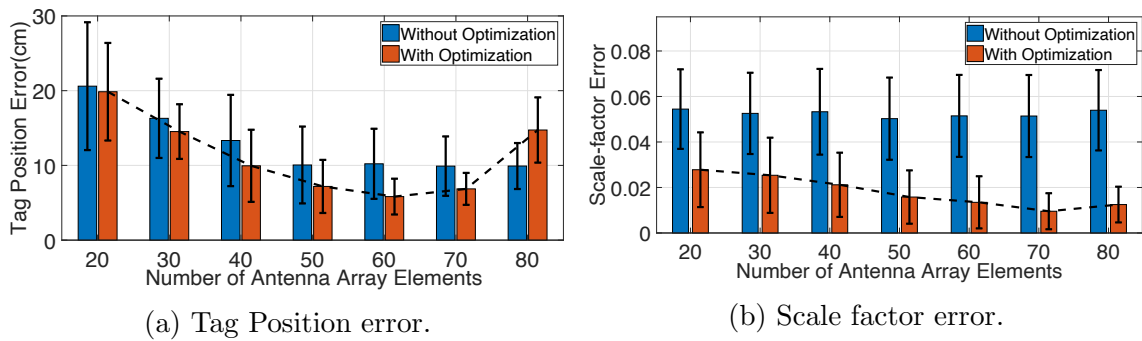 Tag Position Error(cm)
30
20
10
0
Without Optimization
With Optimization
20 30 40 50 60 70 80
Number of Antenna Array Elements
(a) Tag Position error.
Scale-factor Error
0.08
0.06
0.04
0.02
0
Without Optimization
With Optimization
20 30 40 50 60 70 80
Number of Antenna Array Elements
(b) Scale factor error.